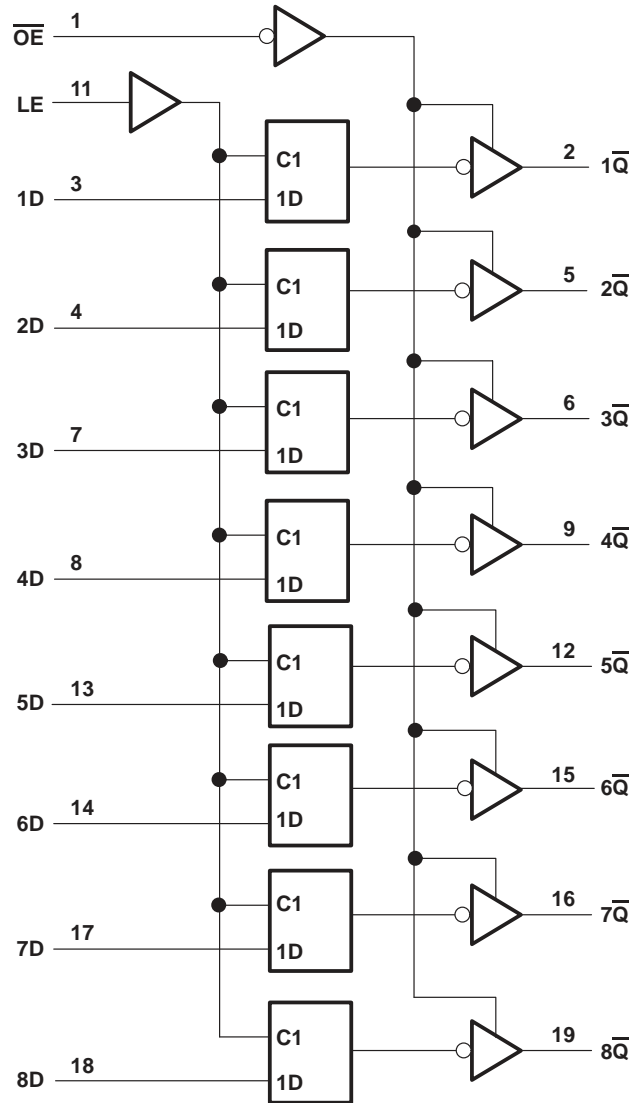 O̅E̅ 1
LE 11
C1
1D 3 1D 2 1Q̅
C1
2D 4 1D 5 2Q̅
C1
3D 7 1D 6 3Q̅
C1
4D 8 1D 9 4Q̅
C1
5D 13 1D 12 5Q̅
C1
6D 14 1D 15 6Q̅
C1
7D 17 1D 16 7Q̅
C1
8D 18 1D 19 8Q̅